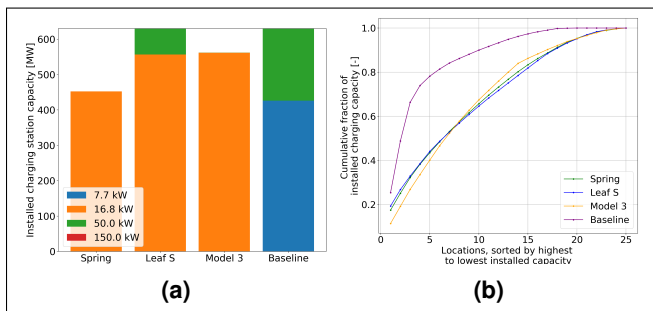 Installed charging station capacity [MW]
600
500
400
300
200
100
0
7.7 kW
16.8 kW
50.0 kW
150.0 kW
Spring
Leaf S
Model 3
Baseline
(a)
Cumulative fraction of
installed charging capacity [-]
1.0
0.8
0.6
0.4
0.2
Spring
Leaf S
Model 3
Baseline
0
5
10
15
20
25
Locations, sorted by highest
to lowest installed capacity
(b)